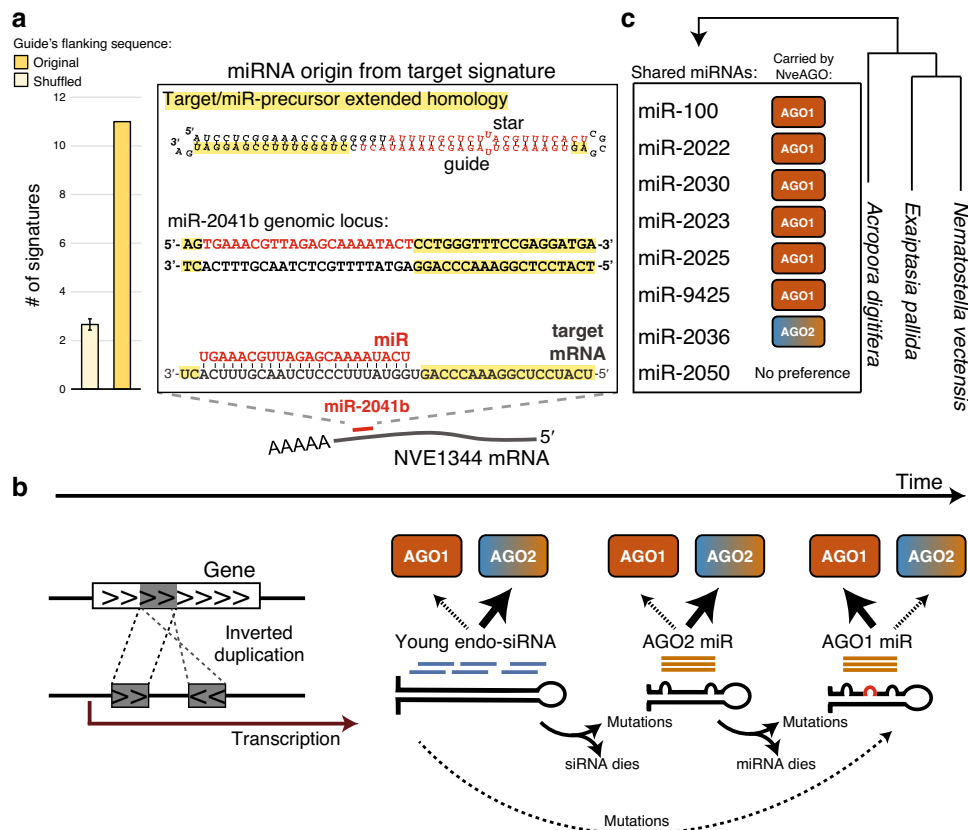 a
Guide's flanking sequence:
Original
Shuffled
12
10
8
6
4
2
0
# of signatures
miRNA origin from target signature
Target/miR-precursor extended homology
star
guide
miR-2041b genomic locus:
5'-AGTGAAACGTTAGAGCAAAATACTCCTGGGTTTCCGAGGATGA-3'
3'-TCACTTTGCAATCTCGTTTTATGAGGACCCAAAGGCTCCTACT-5'
miR
target
mRNA
UGAAACGUUAGAGCAAAAUACU
3'-UCACUUUGCAAUCUCCCUUUAUGGUGACCCAAAGGCUCCUACU-5'
miR-2041b
AAAAA
5'
NVE1344 mRNA
c
Shared miRNAs:
Carried by
NveAGO:
miR-100 AGO1
miR-2022 AGO1
miR-2030 AGO1
miR-2023 AGO1
miR-2025 AGO1
miR-9425 AGO1
miR-2036 AGO2
miR-2050 No preference
Acropora digitifera
Exaiptasia pallida
Nematostella vectensis
b
Time
AGO1 AGO2 AGO1 AGO2 AGO1 AGO2
Gene
>> >> >>>>
Inverted
duplication
>> <<
Transcription
Young endo-siRNA
AGO2 miR
AGO1 miR
Mutations
siRNA dies
Mutations
miRNA dies
Mutations